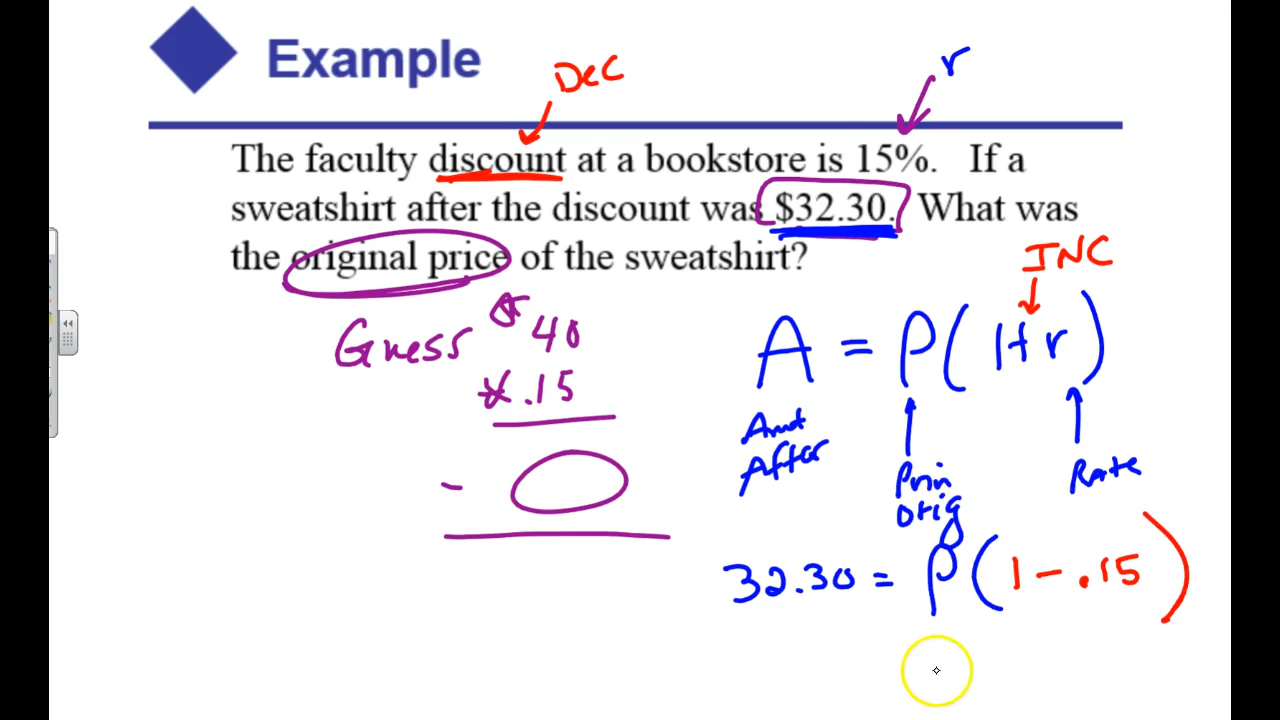 Example
Dec
r
The faculty discount at a bookstore is 15%. If a
sweatshirt after the discount was $32.30. What was
the original price of the sweatshirt?
INC
Guess 40
× .15
-
A = P(1+r)
Amt
After
Prin
orig
Rate
32.30 = P(1 - .15)